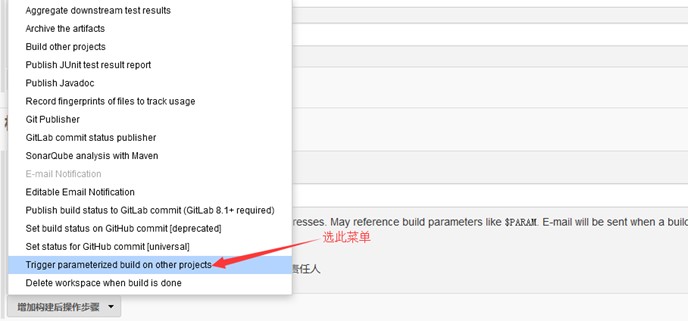 Aggregate downstream test results
Archive the artifacts
Build other projects
Publish JUnit test result report
Publish Javadoc
Record fingerprints of files to track usage
Git Publisher
GitLab commit status publisher
SonarQube analysis with Maven
E-mail Notification
Editable Email Notification
Publish build status to GitLab commit (GitLab 8.1+ required)
resses. May reference build parameters like $PARAM. E-mail will be sent when a buil
Set build status on GitHub commit [deprecated]
选此菜单
Set status for GitHub commit [universal]
Trigger parameterized build on other projects
责任人
Delete workspace when build is done
增加构建后操作步骤